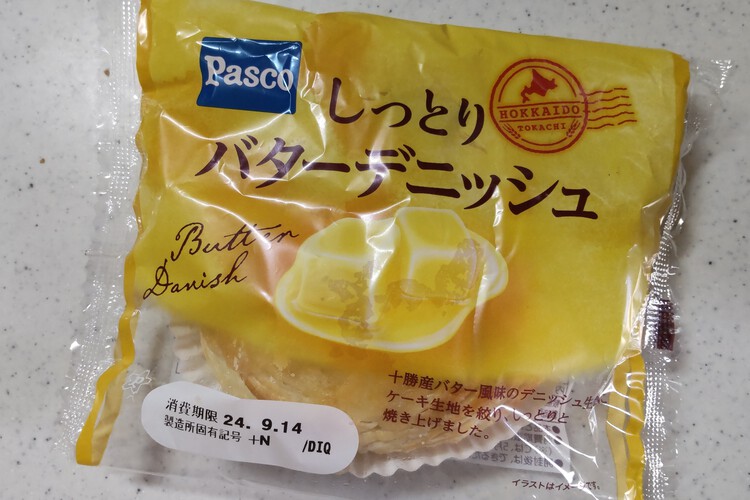 Pasco
しっとり
バターデニッシュ
HOKKAIDO
TOKACHI
Butter
Danish
十勝産バター風味のデニッシュ生地に
ケーキ生地を絞り、しっとりと
焼き上げました。
消費期限 24. 9.14
製造所固有記号 +N /DIQ
イラストはイメージです。